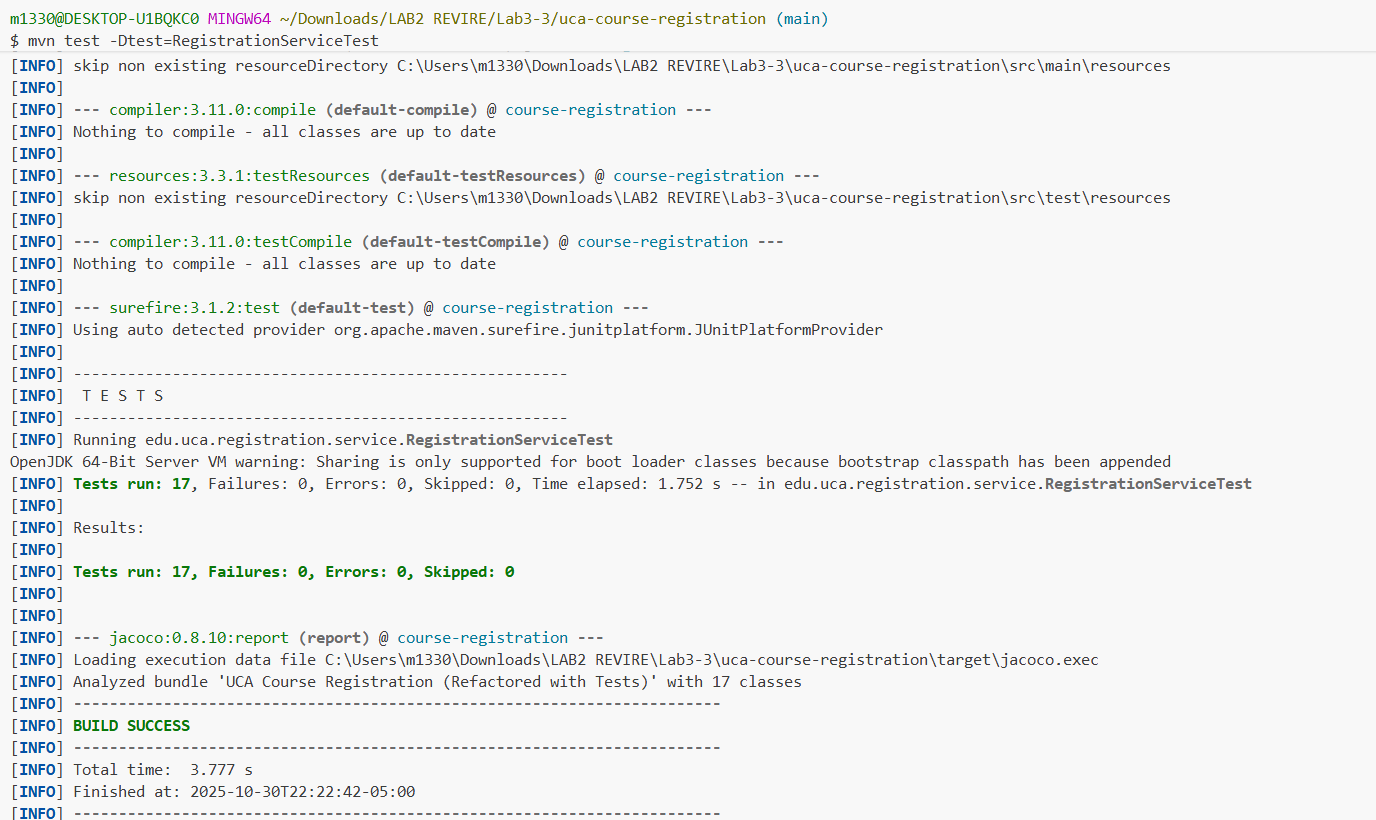 m1330@DESKTOP-U1BQKC0 MINGW64 ~/Downloads/LAB2 REVIRE/Lab3-3/uca-course-registration (main)
$ mvn test -Dtest=RegistrationServiceTest
[INFO] skip non existing resourceDirectory C:\Users\m1330\Downloads\LAB2 REVIRE\Lab3-3\uca-course-registration\src\main\resources
[INFO]
[INFO] --- compiler:3.11.0:compile (default-compile) @ course-registration ---
[INFO] Nothing to compile - all classes are up to date
[INFO]
[INFO] --- resources:3.3.1:testResources (default-testResources) @ course-registration ---
[INFO] skip non existing resourceDirectory C:\Users\m1330\Downloads\LAB2 REVIRE\Lab3-3\uca-course-registration\src\test\resources
[INFO]
[INFO] --- compiler:3.11.0:testCompile (default-testCompile) @ course-registration ---
[INFO] Nothing to compile - all classes are up to date
[INFO]
[INFO] --- surefire:3.1.2:test (default-test) @ course-registration ---
[INFO] Using auto detected provider org.apache.maven.surefire.junitplatform.JUnitPlatformProvider
[INFO]
[INFO] -------------------------------------------------------
[INFO]  T E S T S
[INFO] -------------------------------------------------------
[INFO] Running edu.uca.registration.service.RegistrationServiceTest
OpenJDK 64-Bit Server VM warning: Sharing is only supported for boot loader classes because bootstrap classpath has been appended
[INFO] Tests run: 17, Failures: 0, Errors: 0, Skipped: 0, Time elapsed: 1.752 s -- in edu.uca.registration.service.RegistrationServiceTest
[INFO]
[INFO] Results:
[INFO]
[INFO] Tests run: 17, Failures: 0, Errors: 0, Skipped: 0
[INFO]
[INFO]
[INFO] --- jacoco:0.8.10:report (report) @ course-registration ---
[INFO] Loading execution data file C:\Users\m1330\Downloads\LAB2 REVIRE\Lab3-3\uca-course-registration\target\jacoco.exec
[INFO] Analyzed bundle 'UCA Course Registration (Refactored with Tests)' with 17 classes
[INFO] ------------------------------------------------------------------------
[INFO] BUILD SUCCESS
[INFO] ------------------------------------------------------------------------
[INFO] Total time:  3.777 s
[INFO] Finished at: 2025-10-30T22:22:42-05:00
[INFO] ------------------------------------------------------------------------